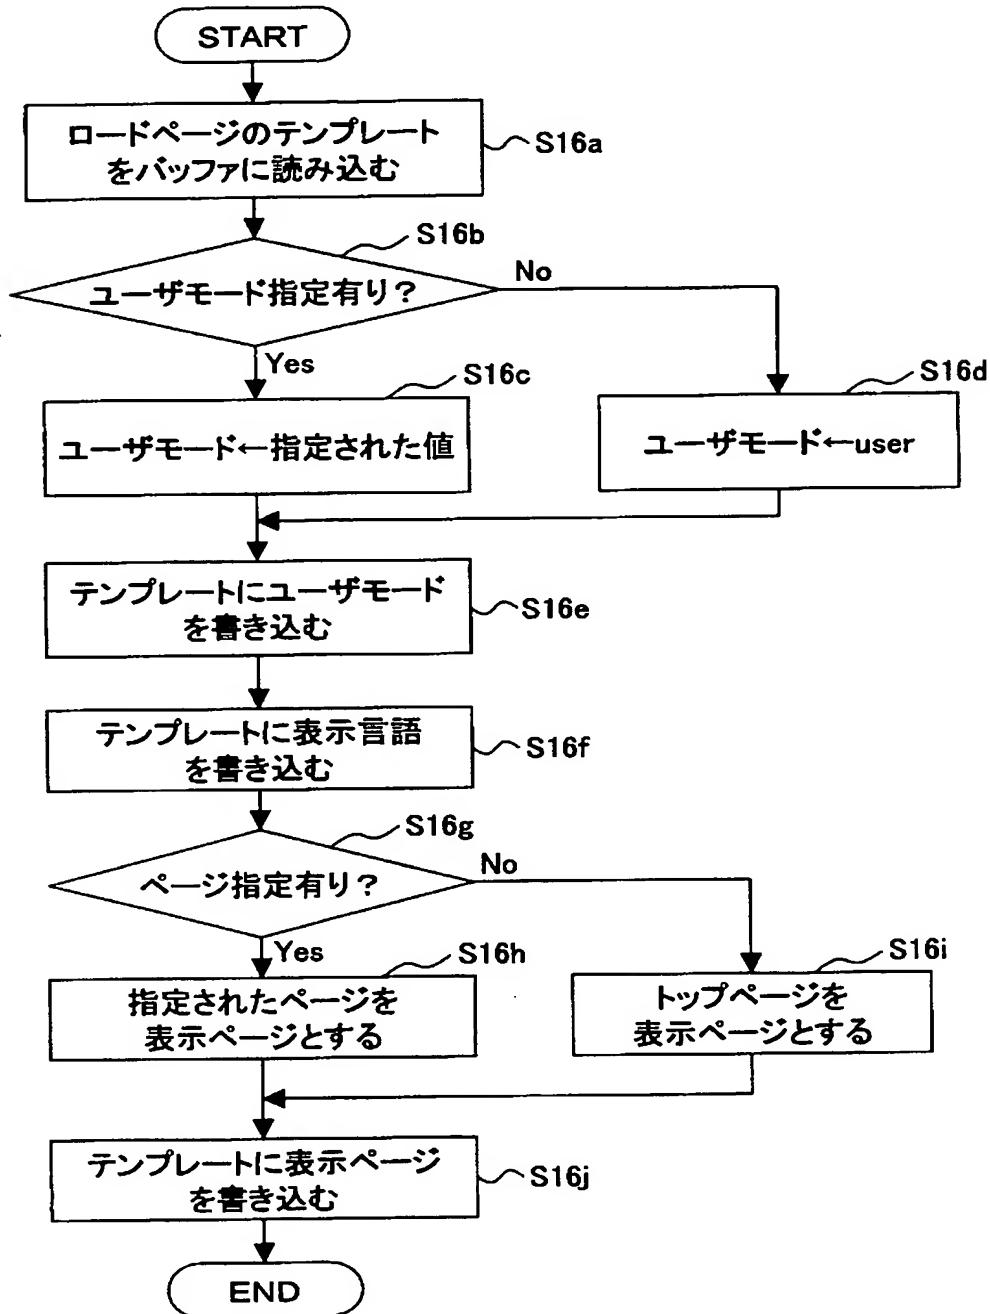 START
ロードページのテンプレート
をバッファに読み込む
S16a
S16b
ユーザモード指定有り？
No
Yes
S16c
ユーザモード←指定された値
S16d
ユーザモード←user
テンプレートにユーザモード
を書き込む
S16e
テンプレートに表示言語
を書き込む
S16f
S16g
ページ指定有り？
No
Yes
S16h
指定されたページを
表示ページとする
S16i
トップページを
表示ページとする
テンプレートに表示ページ
を書き込む
S16j
END